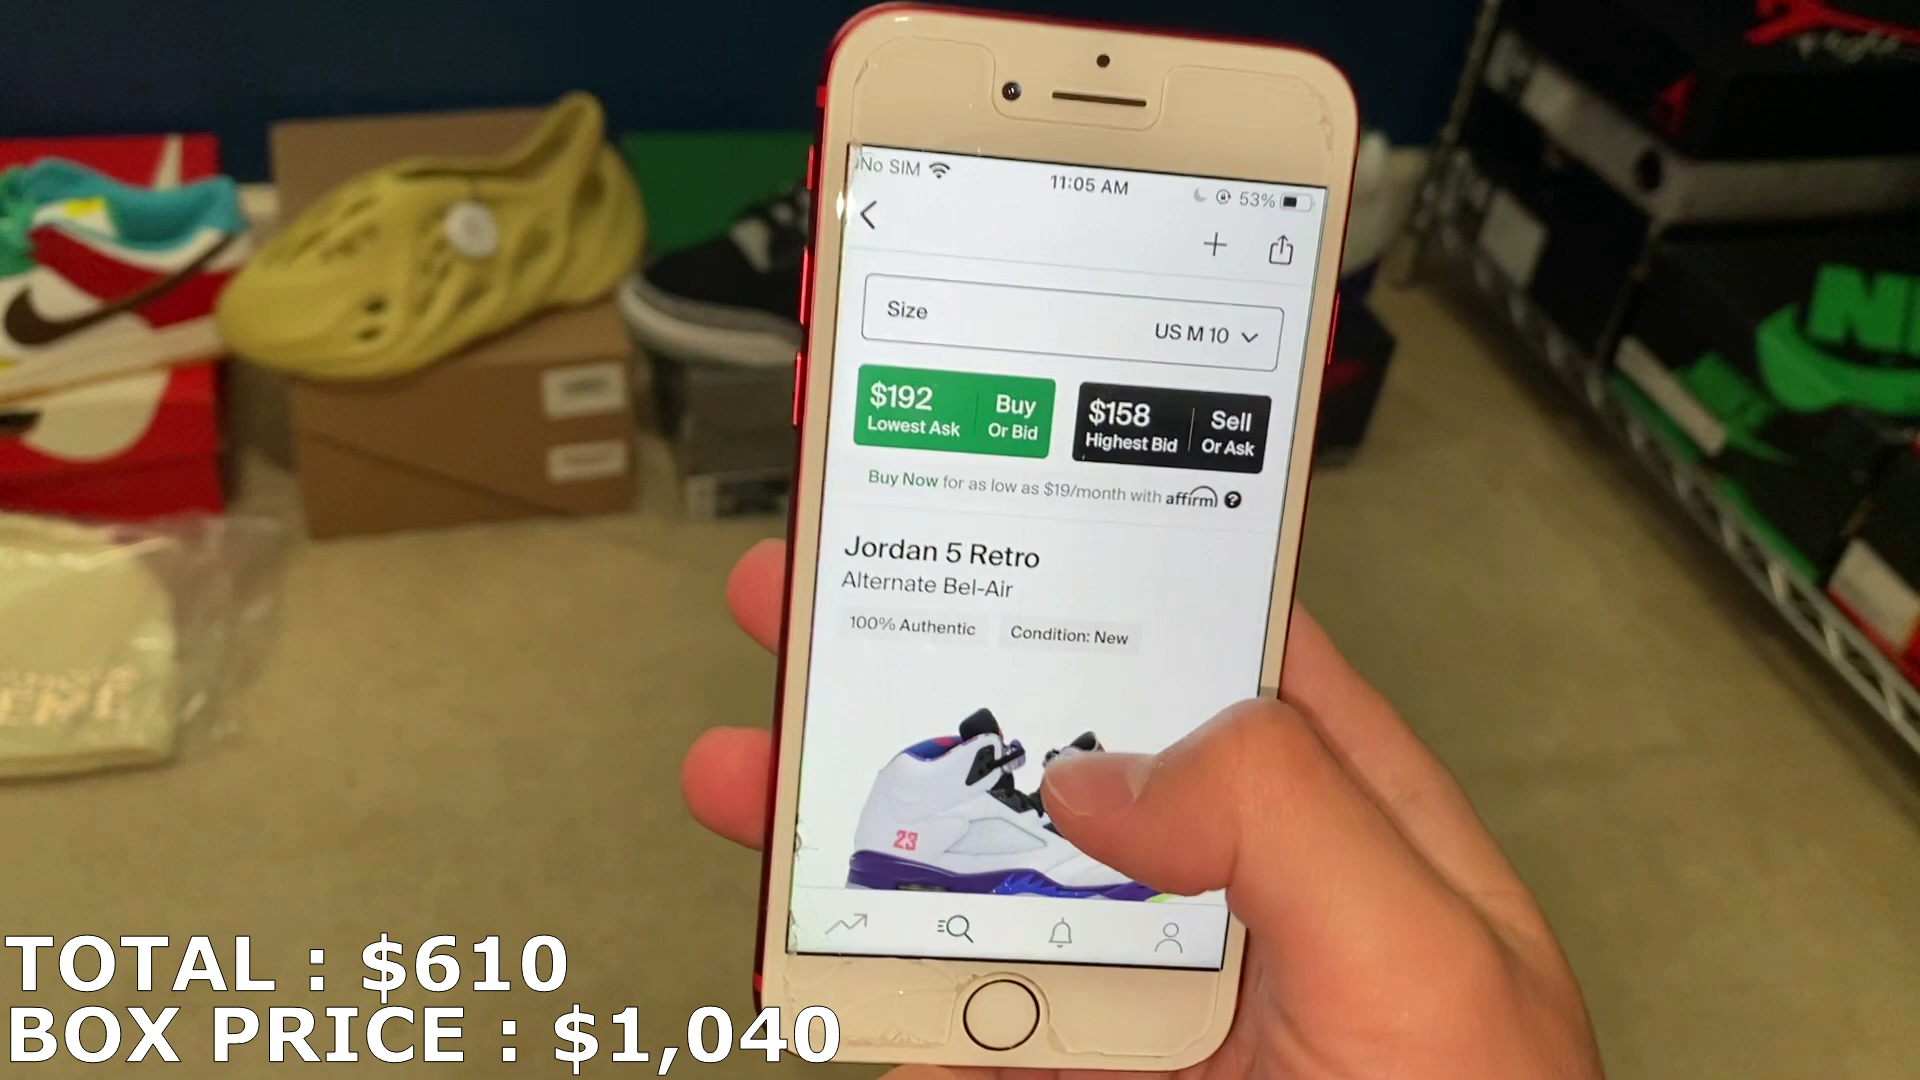 No SIM
11:05 AM
53%
Size
US M 10
$192
Lowest Ask
Buy
Or Bid
$158
Highest Bid
Sell
Or Ask
Buy Now for as low as $19/month with affirm ?
Jordan 5 Retro
Alternate Bel-Air
100% Authentic
Condition: New
23
TOTAL : $610
BOX PRICE : $1,040